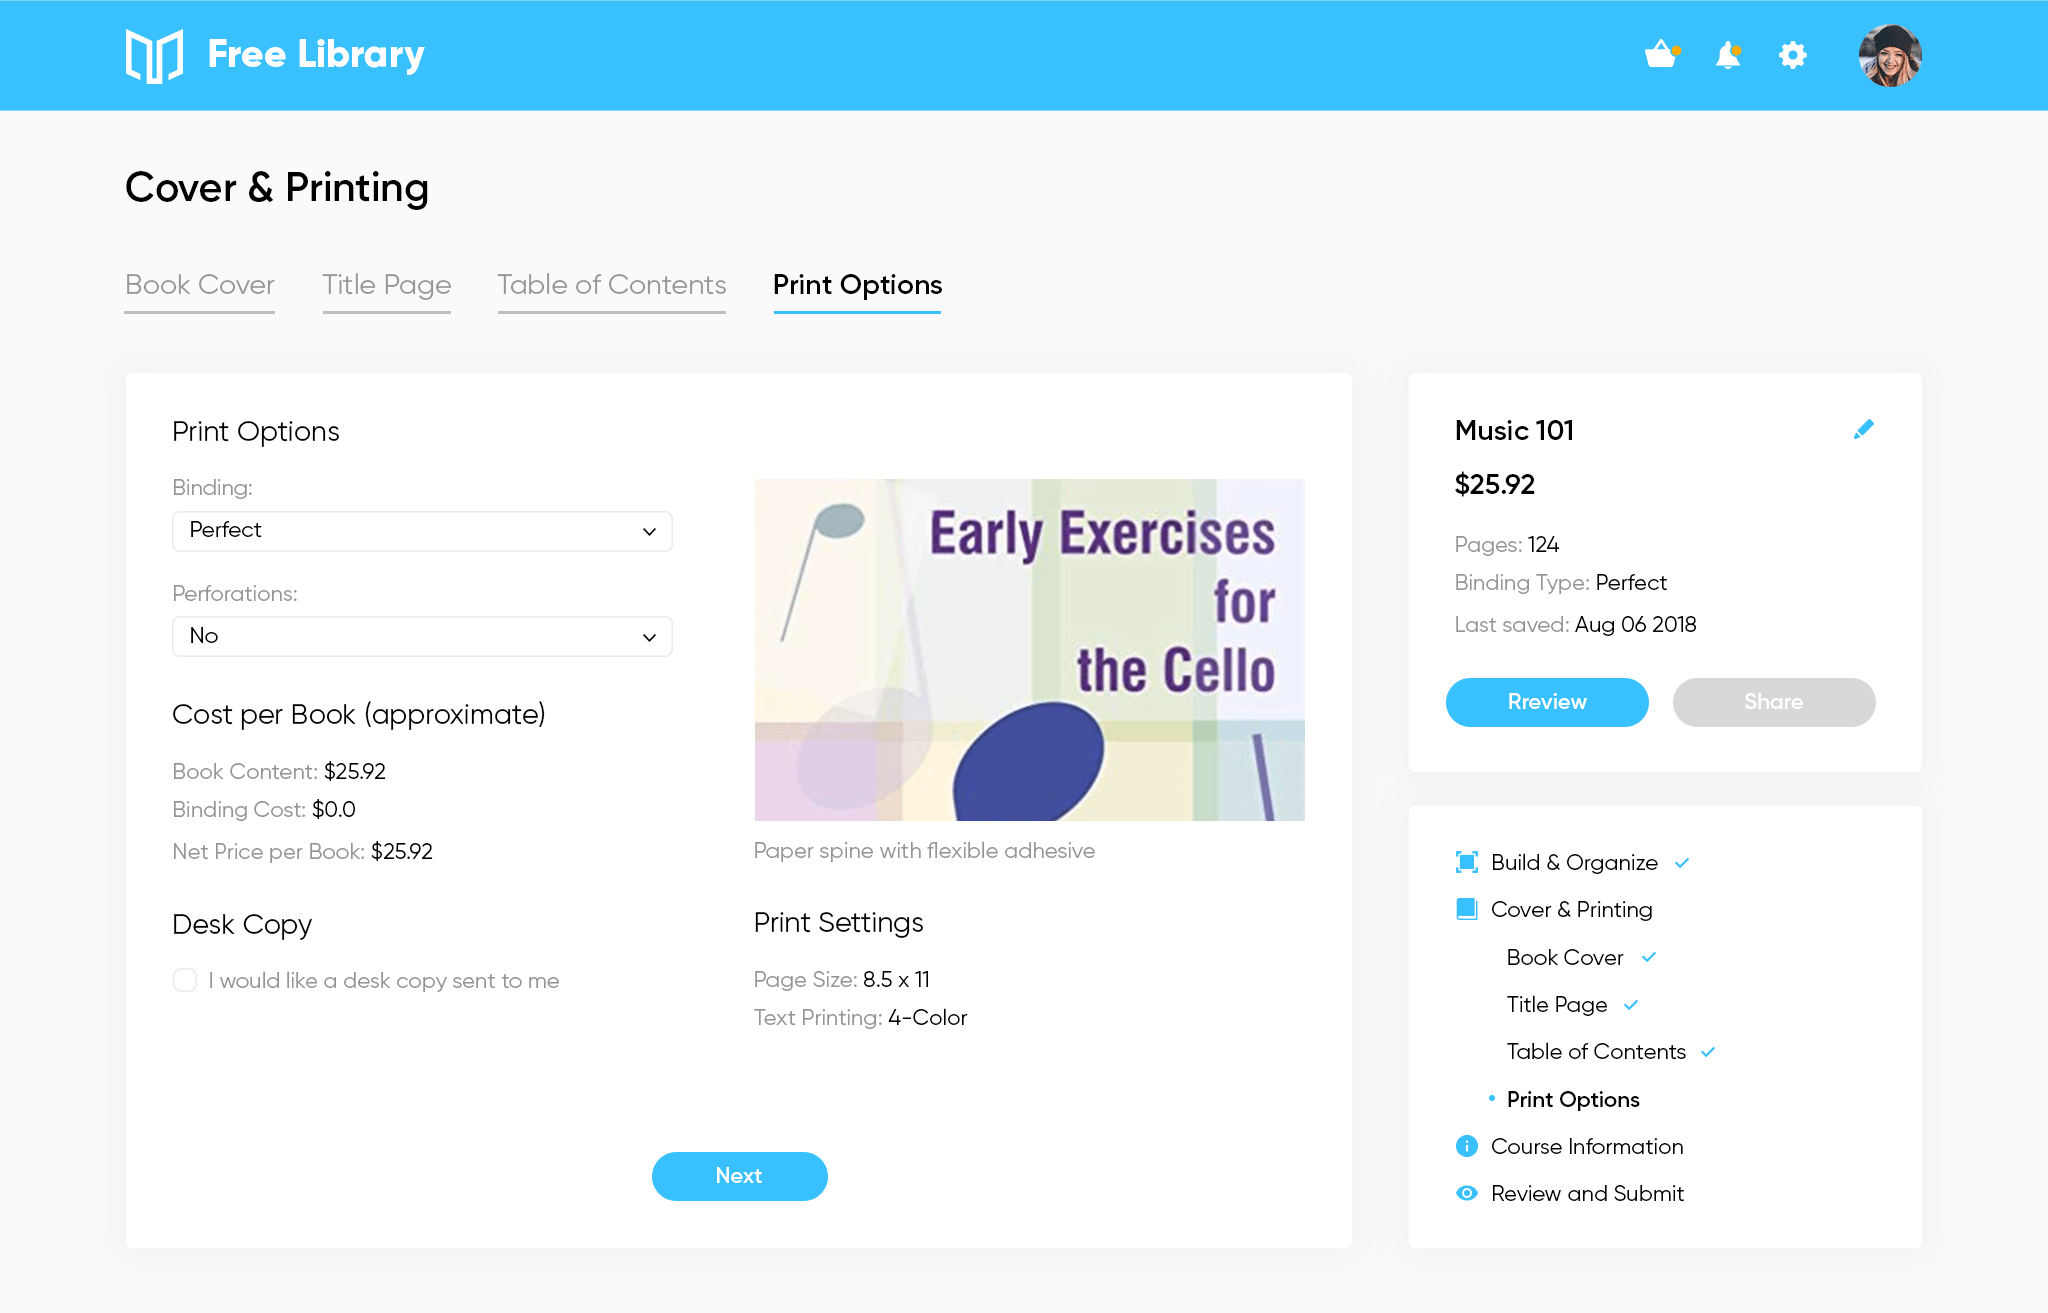 Free Library
Cover & Printing
Book Cover
Title Page
Table of Contents
Print Options
Print Options
Binding:
Perfect
Perforations:
No
Cost per Book (approximate)
Book Content: $25.92
Binding Cost: $0.0
Net Price per Book: $25.92
Desk Copy
I would like a desk copy sent to me
Early Exercises
for
the Cello
Paper spine with flexible adhesive
Print Settings
Page Size: 8.5 x 11
Text Printing: 4-Color
Next
Music 101
$25.92
Pages: 124
Binding Type: Perfect
Last saved: Aug 06 2018
Rreview
Share
Build & Organize
Cover & Printing
Book Cover
Title Page
Table of Contents
Print Options
Course Information
Review and Submit